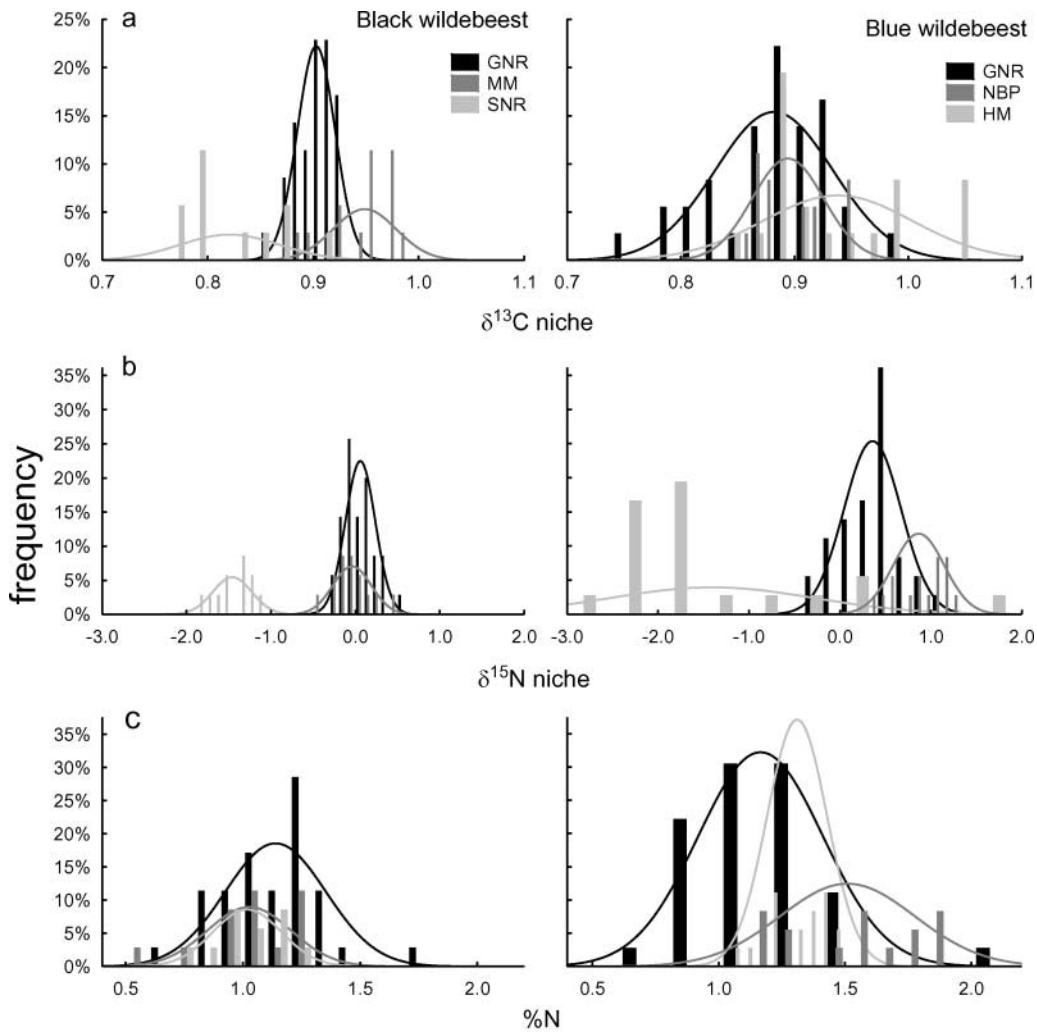 a
Black wildebeest
GNR
MM
SNR
25%
20%
15%
10%
5%
0%
0.7 0.8 0.9 1.0 1.1
Blue wildebeest
GNR
NBP
HM
0.7 0.8 0.9 1.0 1.1
δ13C niche
b
35%
30%
25%
20%
15%
10%
5%
0%
-3.0 -2.0 -1.0 0.0 1.0 2.0
-3.0 -2.0 -1.0 0.0 1.0 2.0
δ15N niche
frequency
c
35%
30%
25%
20%
15%
10%
5%
0%
0.5 1.0 1.5 2.0
0.5 1.0 1.5 2.0
%N